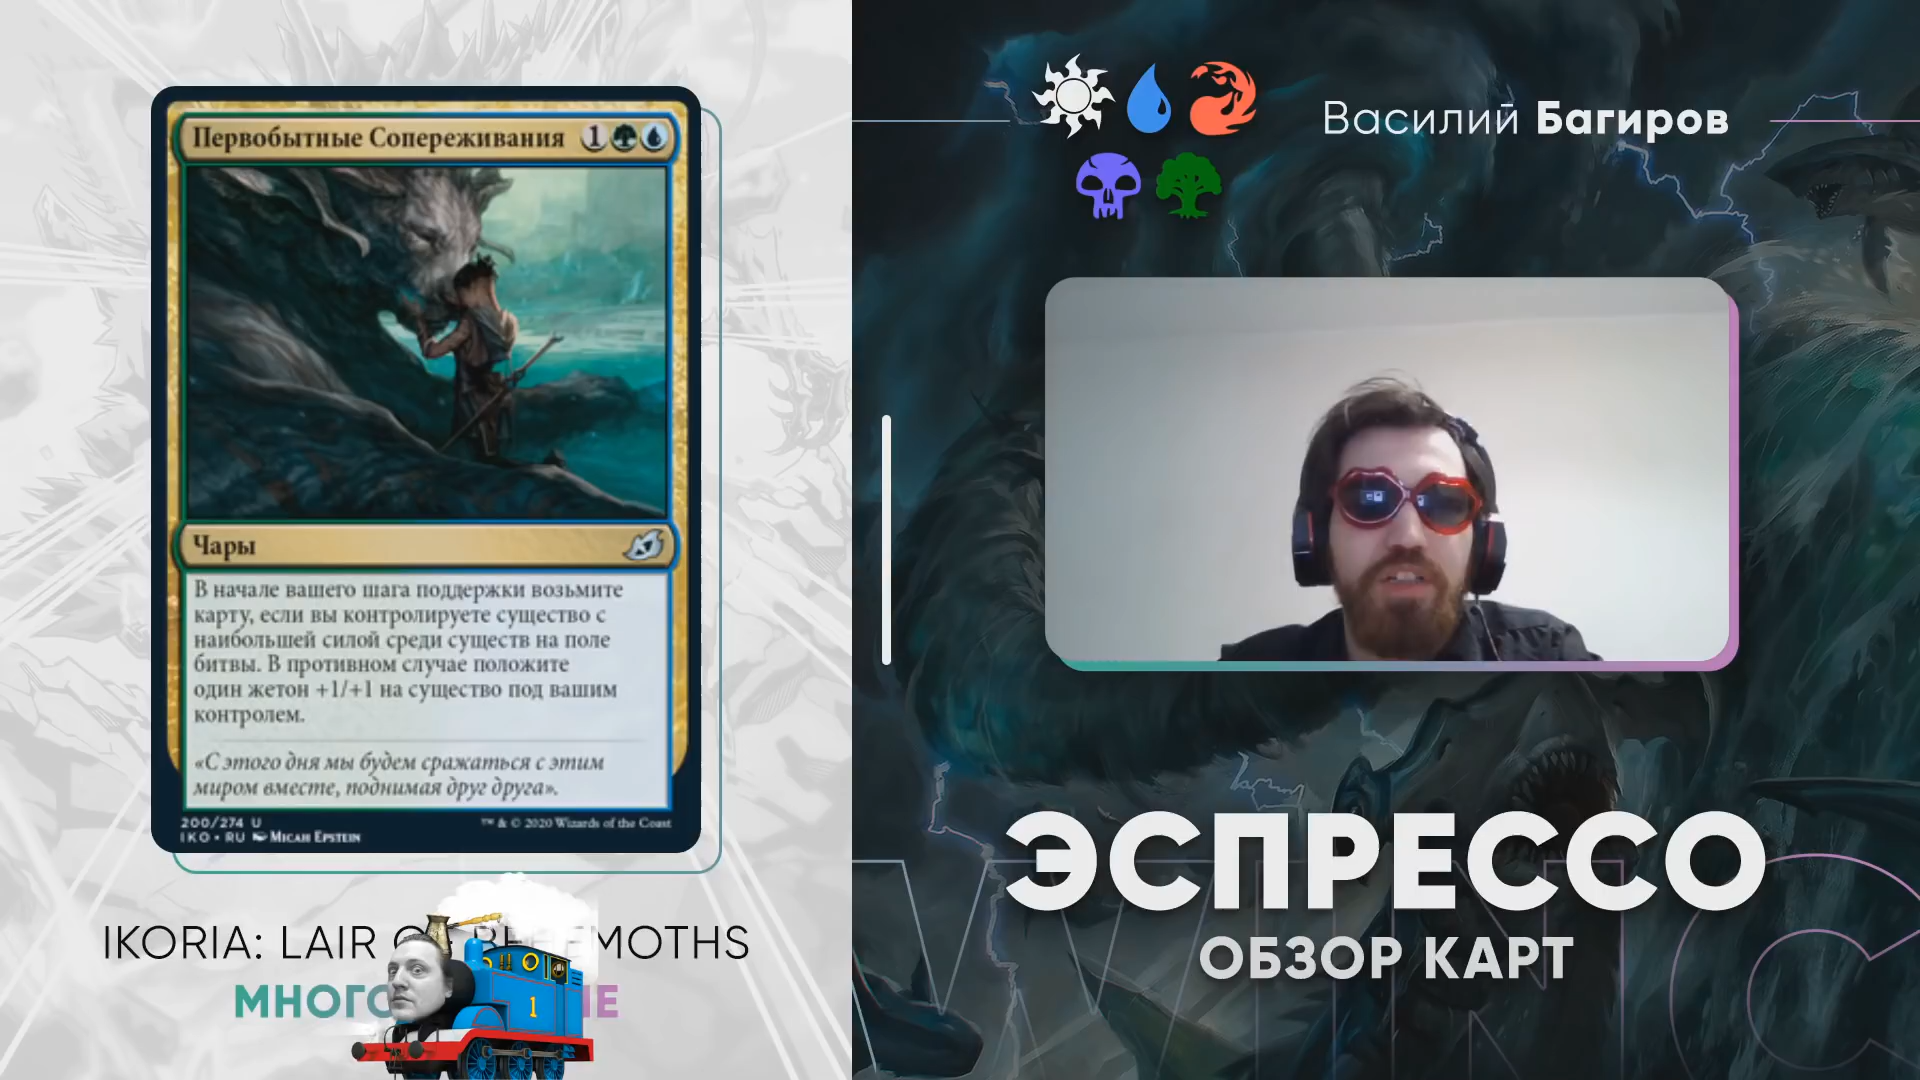 Первобытные Сопереживания 1
Чары
В начале вашего шага поддержки возьмите
карту, если вы контролируете существо с
наибольшей силой среди существ на поле
битвы. В противном случае положите
один жетон +1/+1 на существо под вашим
контролем.
«С этого дня мы будем сражаться с этим
миром вместе, поднимая друг друга».
200/274 U
IKO • RU Micah Epstein
™ & © 2020 Wizards of the Coast
IKORIA: LAIR
1
Василий Багиров
ЭСПРЕССО
ОБЗОР КАРТ